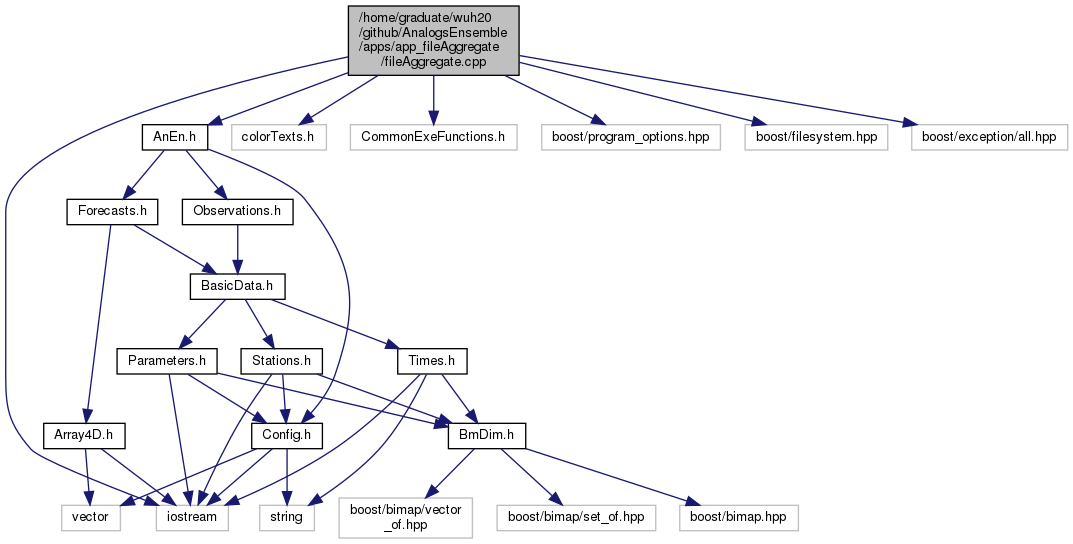 /home/graduate/wuh20
/github/AnalogsEnsemble
/apps/app_fileAggregate
/fileAggregate.cpp
AnEn.h
colorTexts.h
CommonExeFunctions.h
boost/program_options.hpp
boost/filesystem.hpp
boost/exception/all.hpp
Forecasts.h
Observations.h
BasicData.h
Parameters.h
Stations.h
Times.h
Array4D.h
Config.h
BmDim.h
vector
iostream
string
boost/bimap/vector
_of.hpp
boost/bimap/set_of.hpp
boost/bimap.hpp